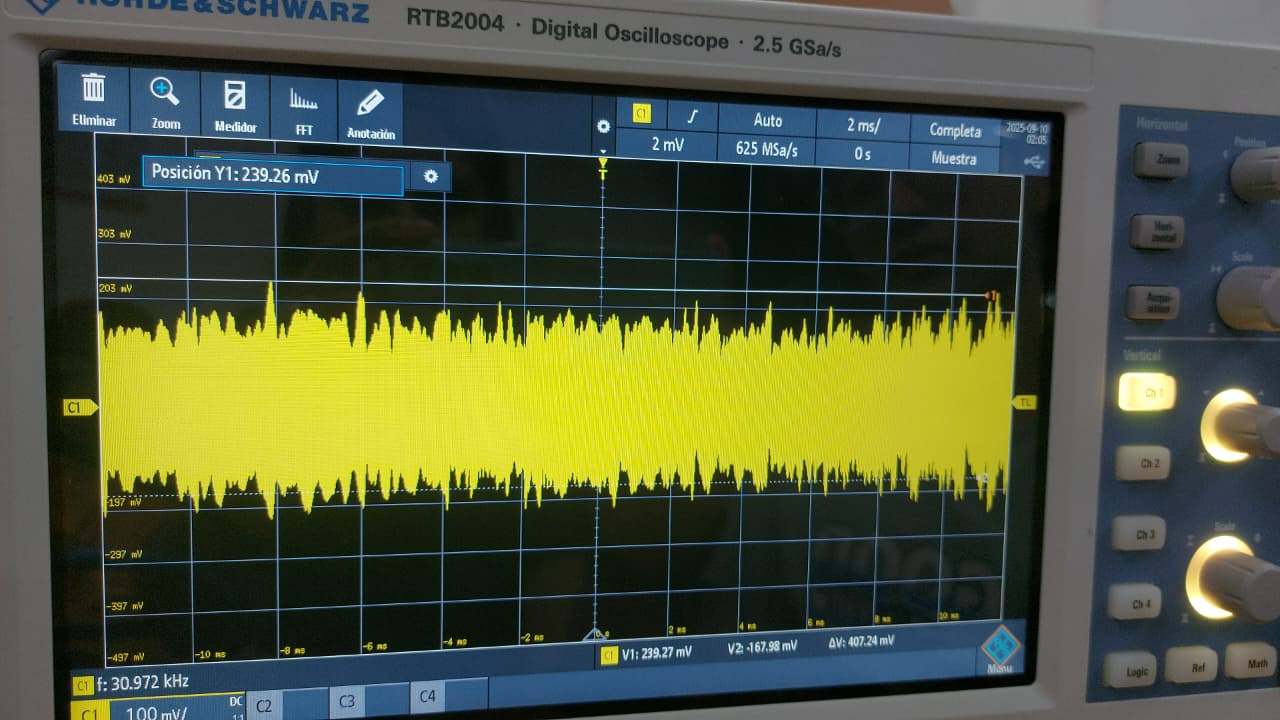 ROHDE & SCHWARZ
RTB2004 · Digital Oscilloscope · 2.5 GSa/s
Eliminar
Zoom
Medidor
FFT
Anotación
C1
Auto
2 ms/
Completa
2025-09-10
2 mV
625 MSa/s
0 s
Muestra
02:05
Posición Y1: 239.26 mV
T
403 mV
303 mV
203 mV
1
C1
TL
-197 mV
-297 mV
-397 mV
-497 mV
-10 ms
-8 ms
-6 ms
-4 ms
-2 ms
0 s
2 ms
4 ms
6 ms
8 ms
10 ms
C1
V1: 239.27 mV
V2: -167.98 mV
ΔV: 407.24 mV
Menú
C1
f: 30.972 kHz
C1
100 mV/
DC
1:1
C2
C3
C4
Horizontal
Position
Zoom
Hori-
zontal
Scale
Acqui-
sition
Vertical
Ch 1
Ch 2
Ch 3
Scale
Ch 4
Logic
Ref
Math